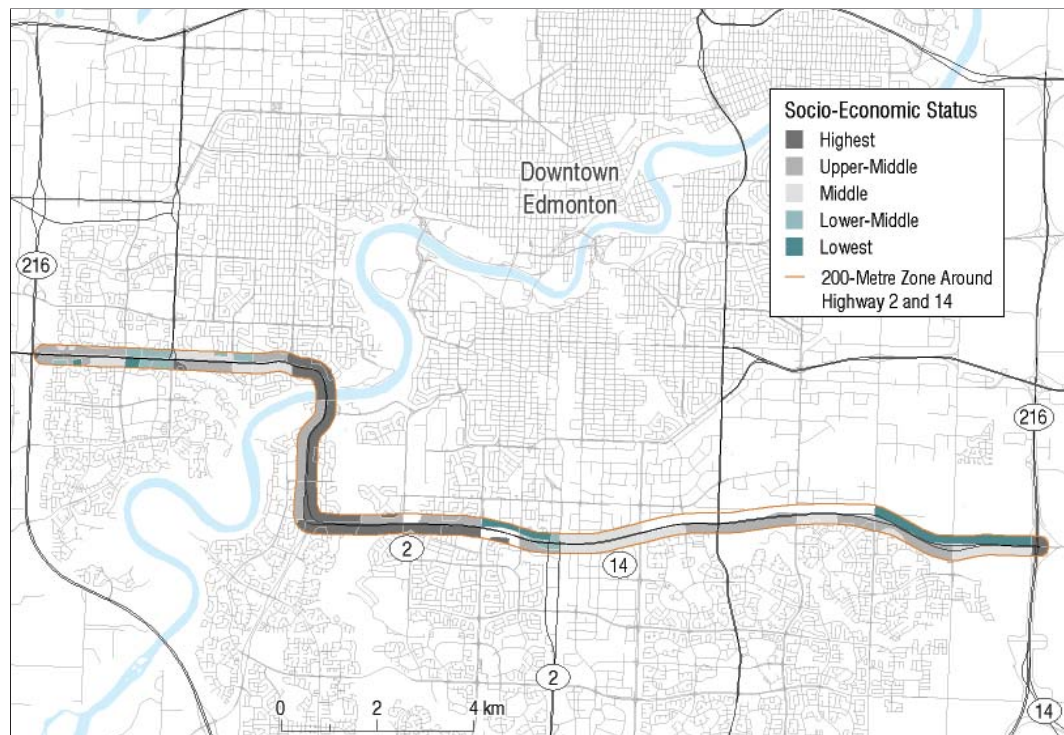 Downtown
Edmonton
Socio-Economic Status
Highest
Upper-Middle
Middle
Lower-Middle
Lowest
200-Metre Zone Around
Highway 2 and 14
216
216
2
14
2
14
0 2 4 km